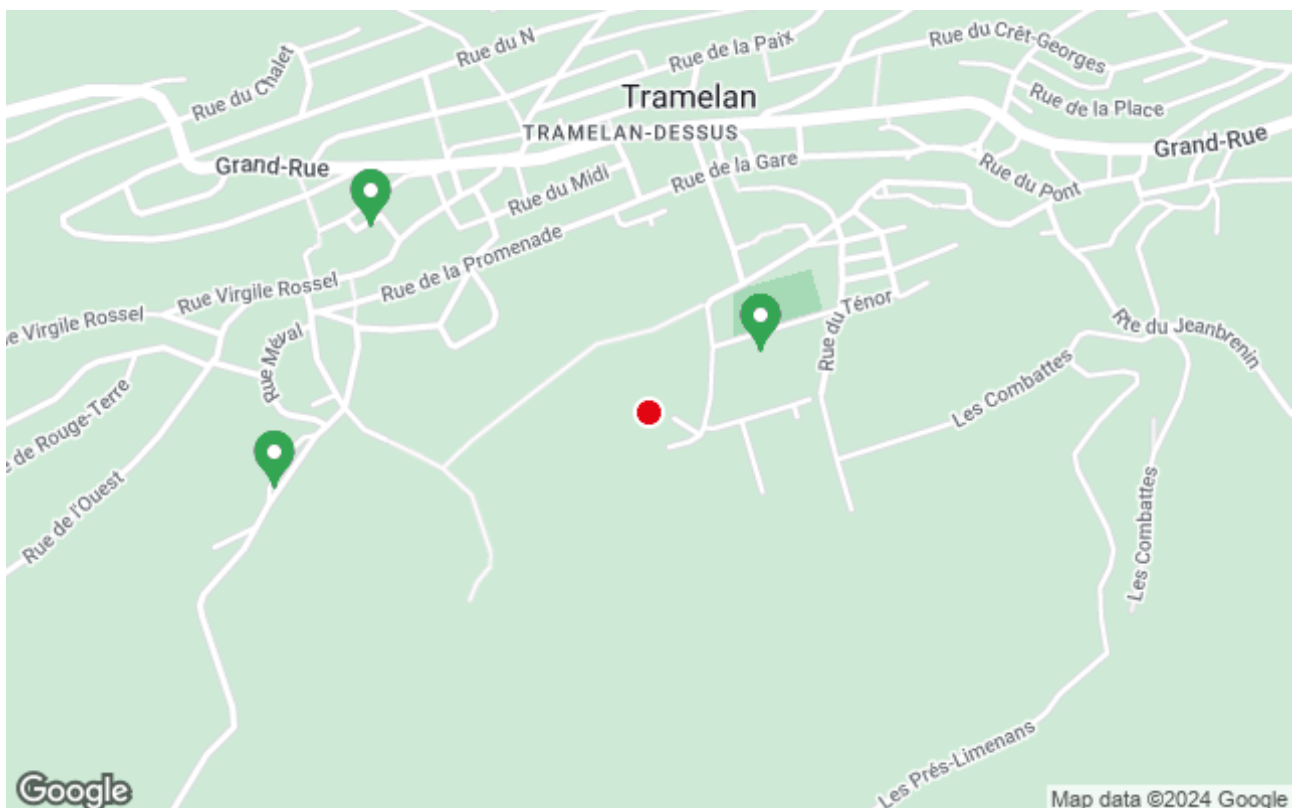 Rue du N
Rue de la Paix
Rue du Crêt-Georges
Rue du Chalet
Tramelan
Rue de la Place
TRAMELAN-DESSUS
Grand-Rue
Grand-Rue
Rue de la Gare
Rue du Midi
Rue du Pont
Rue de la Promenade
Rue Virgile Rossel
e Virgile Rossel
Rue du Ténor
Rte du Jeanbrenin
Rue Méval
Les Combattes
e de Rouge-Terre
Rue de l'Ouest
Les Combattes
Les Prés-Limenans
Google
Map data ©2024 Google